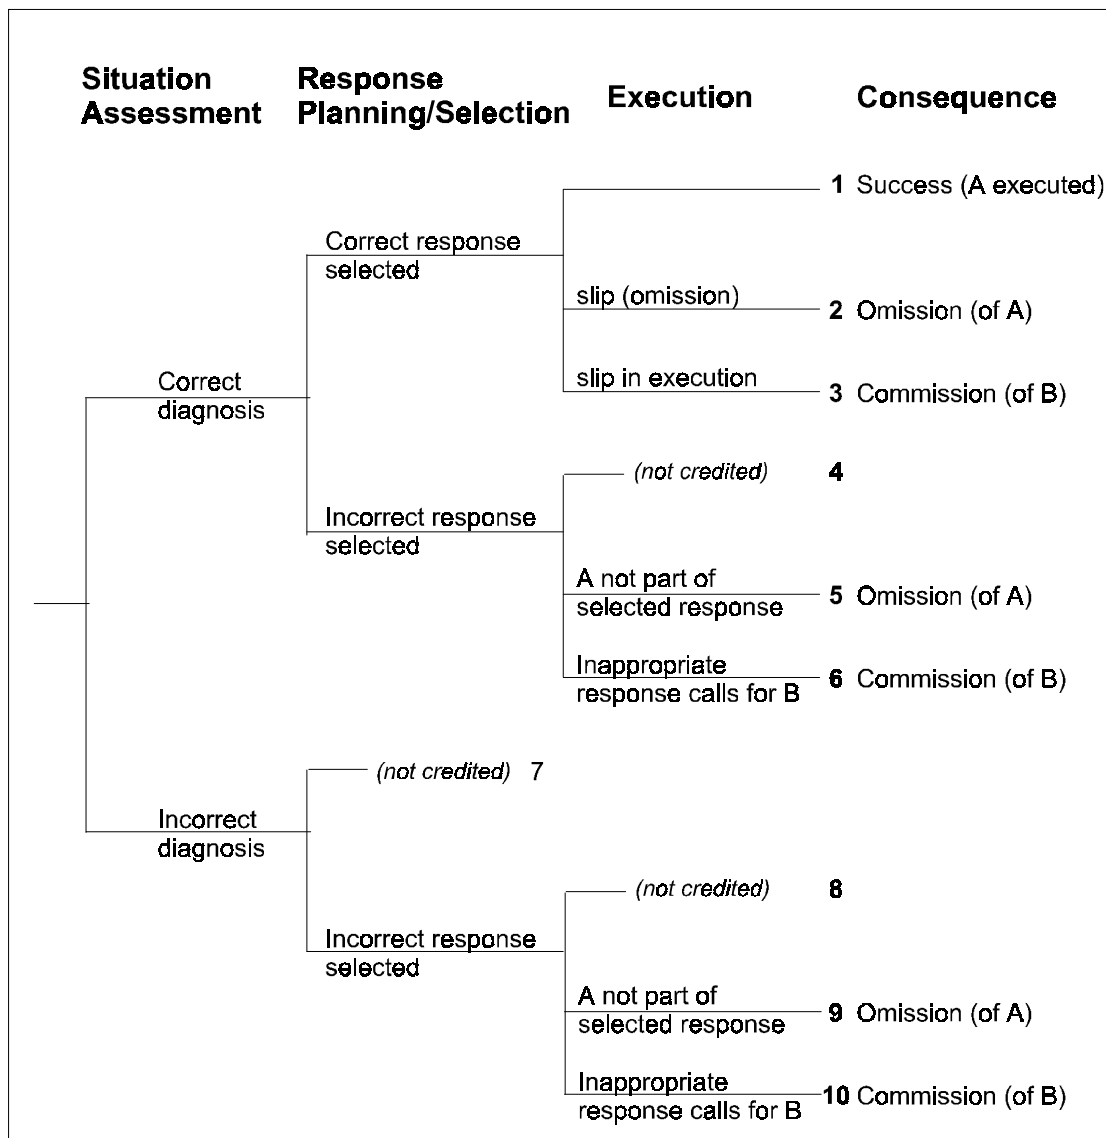 Situation
Assessment
Response
Planning/Selection
Execution
Consequence
1 Success (A executed)
Correct response
selected
slip (omission)
2 Omission (of A)
slip in execution
3 Commission (of B)
Correct
diagnosis
(not credited) 4
Incorrect response
selected
A not part of
selected response
5 Omission (of A)
Inappropriate
response calls for B
6 Commission (of B)
(not credited) 7
Incorrect
diagnosis
(not credited) 8
Incorrect response
selected
A not part of
selected response
9 Omission (of A)
Inappropriate
response calls for B
10 Commission (of B)